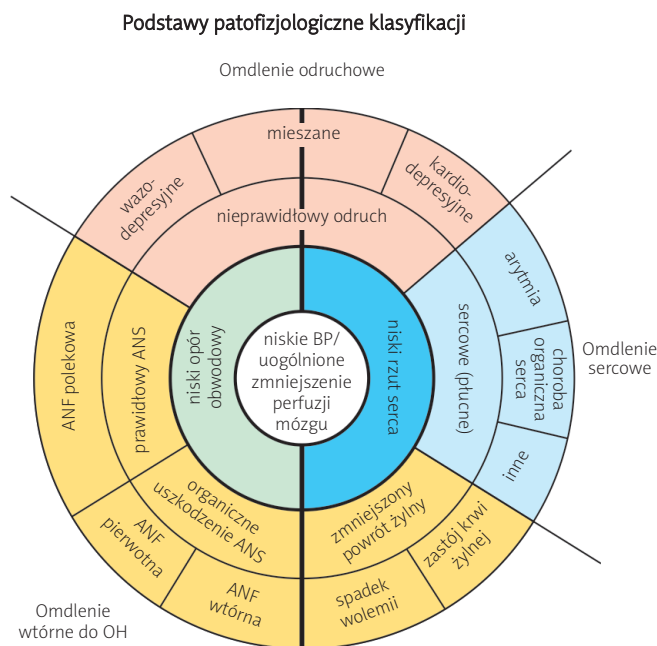 Podstawy patofizjologiczne klasyfikacji
Omdlenie odruchowe
mieszane
wazo-
depresyjne
kardio-
depresyjne
nieprawidłowy odruch
arytmia
sercowe (płucne)
choroba
organiczna
serca
inne
Omdlenie
sercowe
niski opór
obwodowy
niskie BP/
uogólnione
zmniejszenie
perfuzji
mózgu
niski rzut serca
ANF polekowa
prawidłowy ANS
organiczne
uszkodzenie ANS
ANF
pierwotna
ANF
wtórna
zmniejszony
powrót żylny
spadek
wolemii
zastój krwi
żylnej
Omdlenie
wtórne do OH